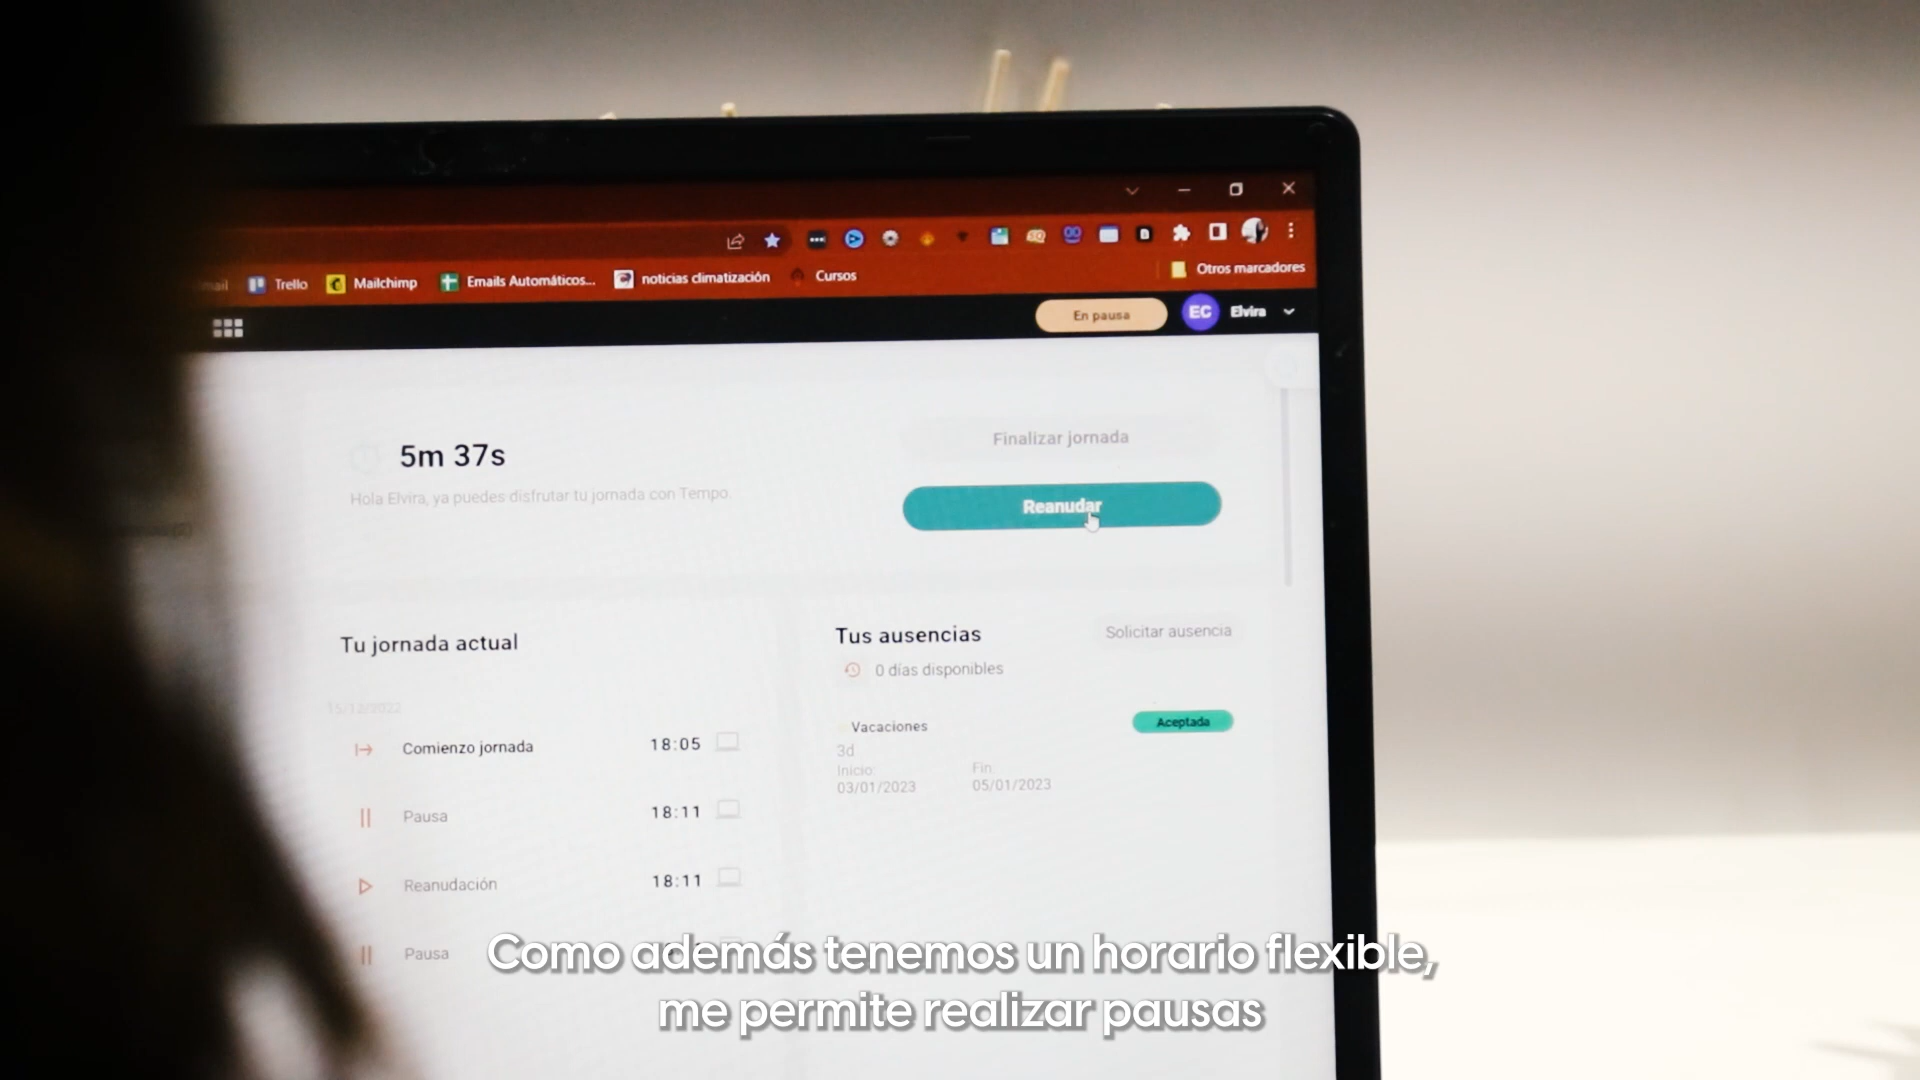 Trello
Mailchimp
Emails Automáticos...
noticias climatización
Cursos
Otros marcadores
En pausa
EC
Elvira
5m 37s
Finalizar jornada
Hola Elvira, ya puedes disfrutar tu jornada con Tempo.
Reanudar
Tu jornada actual
15/12/2022
Comienzo jornada 18:05
Pausa 18:11
Reanudación 18:11
Pausa
Tus ausencias
Solicitar ausencia
0 días disponibles
Vacaciones
Aceptada
3d
Inicio: Fin:
03/01/2023 05/01/2023
Como además tenemos un horario flexible,
me permite realizar pausas